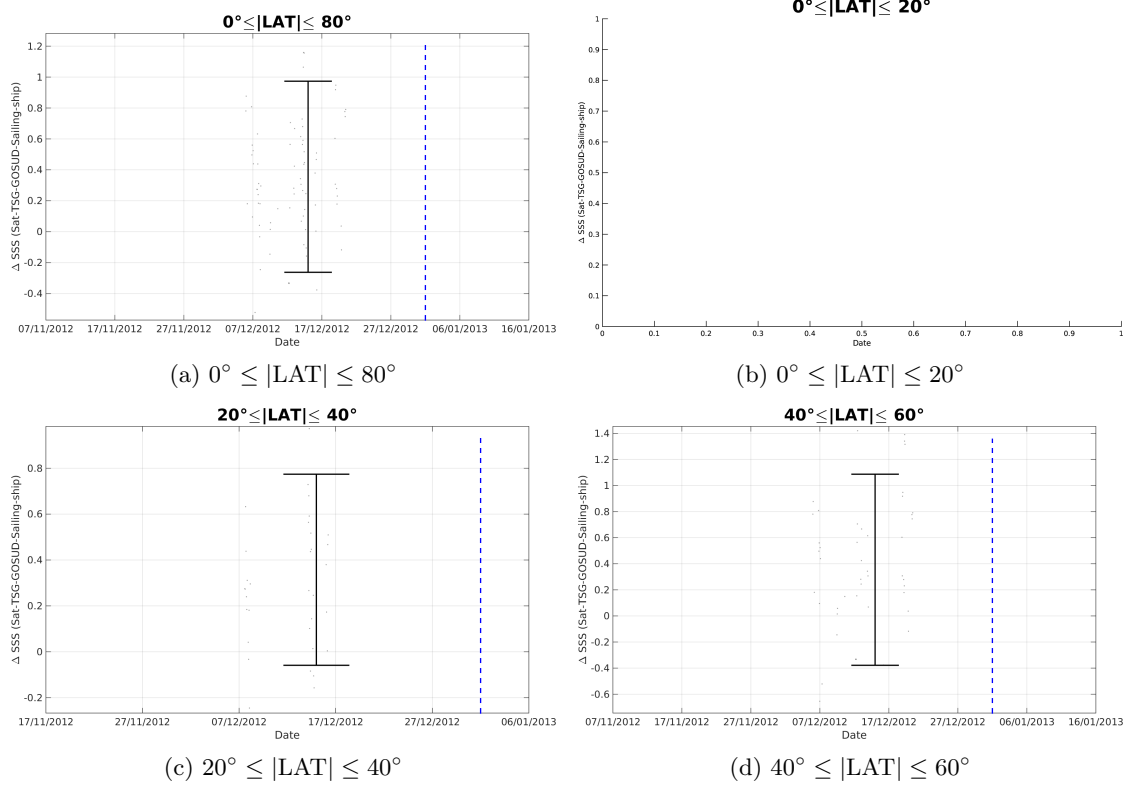 0°≤|LAT|≤ 80°
Δ SSS (Sat-TSG-GOSUD-Sailing-ship)
1.2
1
0.8
0.6
0.4
0.2
0
-0.2
-0.4
07/11/2012 17/11/2012 27/11/2012 07/12/2012 17/12/2012 27/12/2012 06/01/2013 16/01/2013
Date
(a) 0° ≤ |LAT| ≤ 80°
0°≤|LAT|≤ 20°
Δ SSS (Sat-TSG-GOSUD-Sailing-ship)
1
0.9
0.8
0.7
0.6
0.5
0.4
0.3
0.2
0.1
0
0 0.1 0.2 0.3 0.4 0.5 0.6 0.7 0.8 0.9 1
Date
(b) 0° ≤ |LAT| ≤ 20°
20°≤|LAT|≤ 40°
Δ SSS (Sat-TSG-GOSUD-Sailing-ship)
0.8
0.6
0.4
0.2
0
-0.2
17/11/2012 27/11/2012 07/12/2012 17/12/2012 27/12/2012 06/01/2013
Date
(c) 20° ≤ |LAT| ≤ 40°
40°≤|LAT|≤ 60°
Δ SSS (Sat-TSG-GOSUD-Sailing-ship)
1.4
1.2
1
0.8
0.6
0.4
0.2
0
-0.2
-0.4
-0.6
07/11/2012 17/11/2012 27/11/2012 07/12/2012 17/12/2012 27/12/2012 06/01/2013 16/01/2013
Date
(d) 40° ≤ |LAT| ≤ 60°